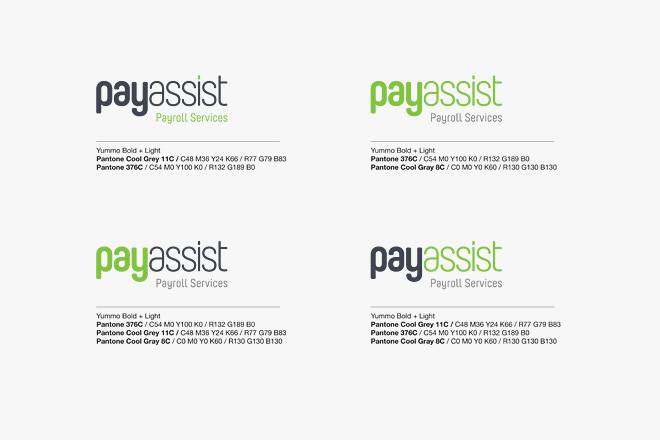 payassist
Payroll Services
Yummo Bold + Light
Pantone Cool Grey 11C / C48 M36 Y24 K66 / R77 G79 B83
Pantone 376C / C54 M0 Y100 K0 / R132 G189 B0
payassist
Payroll Services
Yummo Bold + Light
Pantone 376C / C54 M0 Y100 K0 / R132 G189 B0
Pantone Cool Gray 8C / C0 M0 Y0 K60 / R130 G130 B130
payassist
Payroll Services
Yummo Bold + Light
Pantone 376C / C54 M0 Y100 K0 / R132 G189 B0
Pantone Cool Grey 11C / C48 M36 Y24 K66 / R77 G79 B83
Pantone Cool Gray 8C / C0 M0 Y0 K60 / R130 G130 B130
payassist
Payroll Services
Yummo Bold + Light
Pantone Cool Grey 11C / C48 M36 Y24 K66 / R77 G79 B83
Pantone 376C / C54 M0 Y100 K0 / R132 G189 B0
Pantone Cool Gray 8C / C0 M0 Y0 K60 / R130 G130 B130